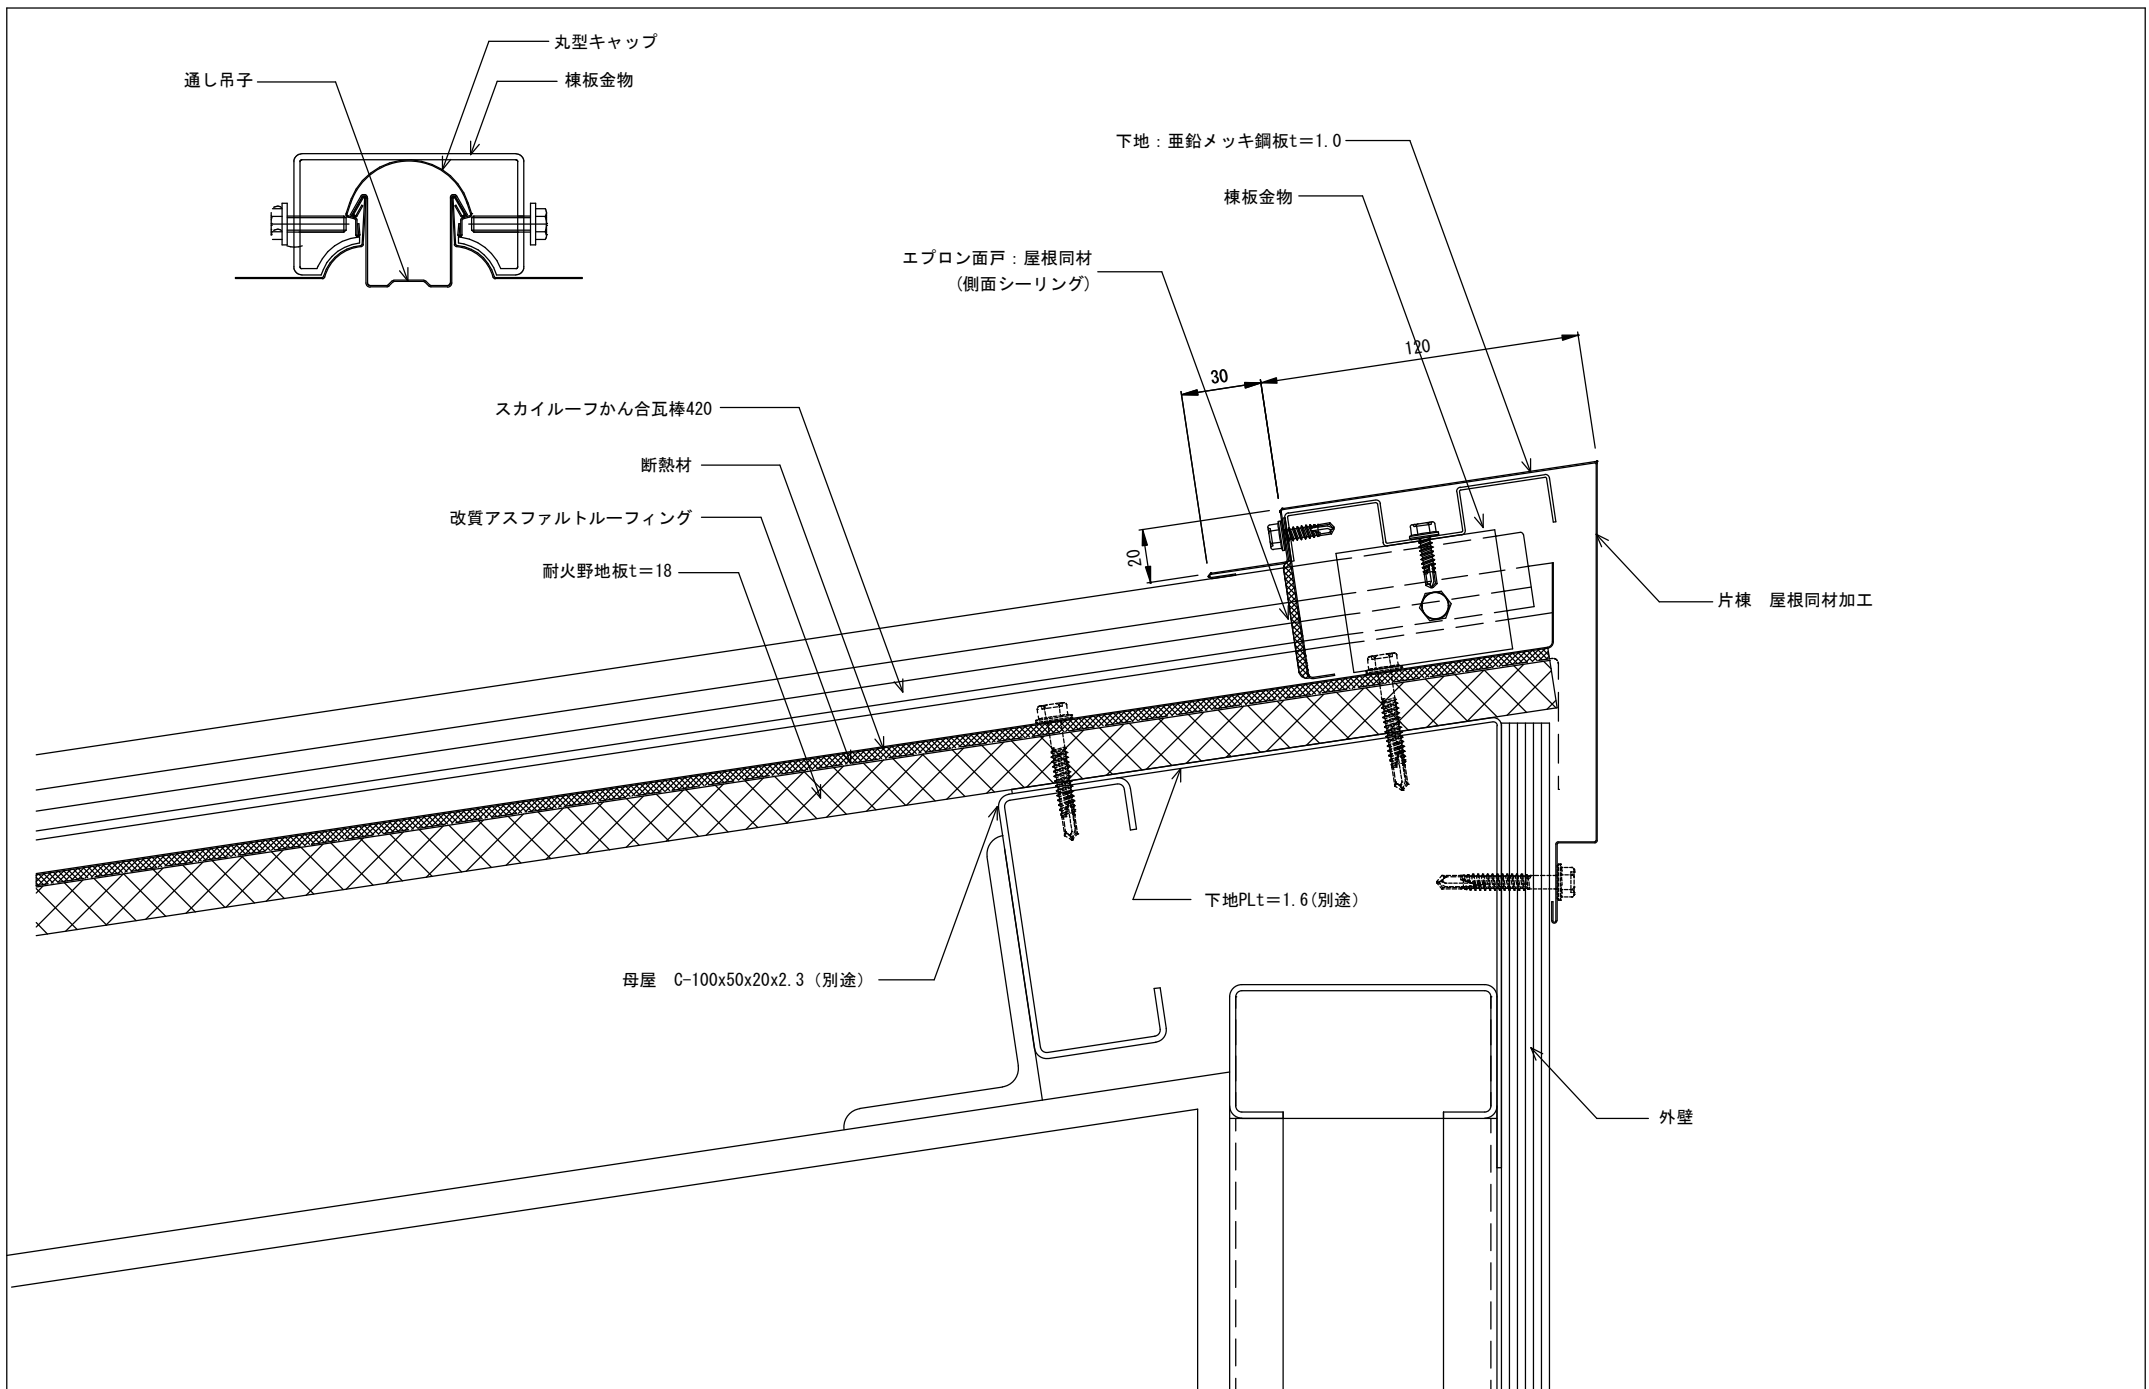 丸型キャップ
通し吊子
棟板金物
下地：亜鉛メッキ鋼板t＝1.0
棟板金物
エプロン面戸：屋根同材
(側面シーリング)
120
30
スカイルーフかん合瓦棒420
断熱材
改質アスファルトルーフィング
20
耐火野地板t＝18
片棟　屋根同材加工
下地PLt＝1.6(別途)
母屋　C-100x50x20x2.3（別途）
外壁